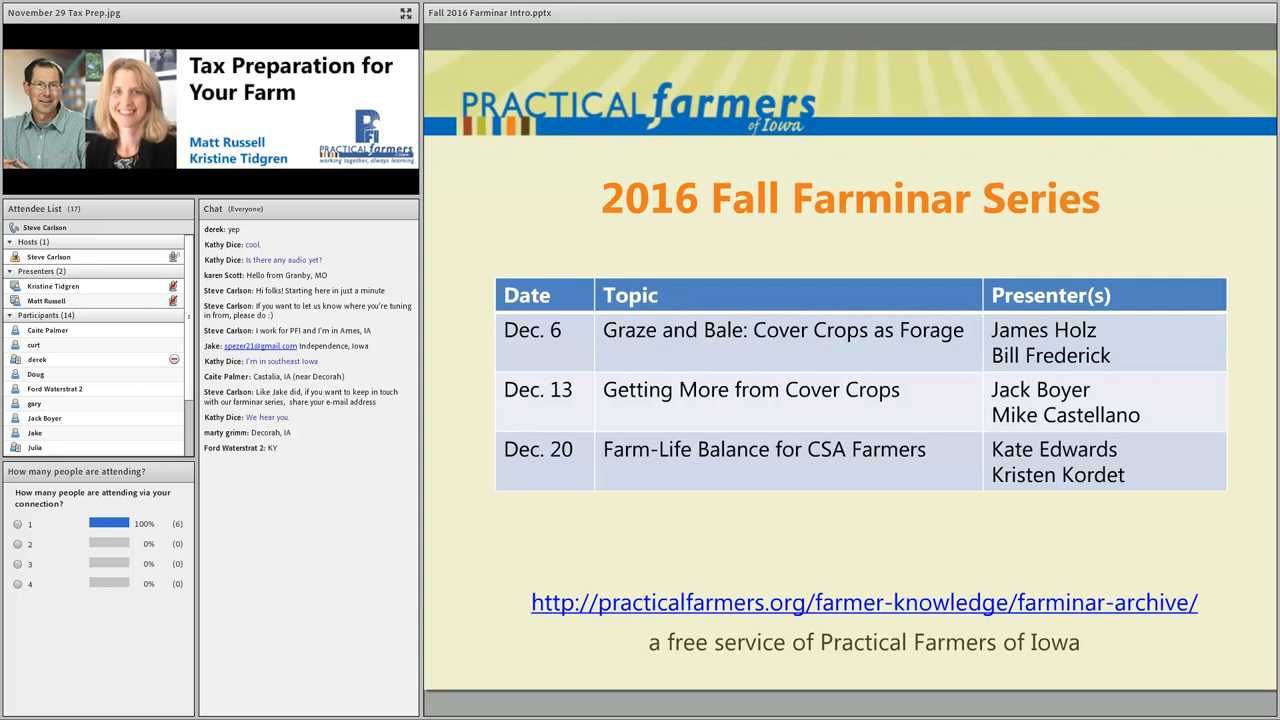 November 29 Tax Prep.jpg
Tax Preparation for
Your Farm
Matt Russell
Kristine Tidgren
PFI
PRACTICAL farmers
of Iowa
working together, always learning
Attendee List (17)
Steve Carlson
Hosts (1)
Steve Carlson
Presenters (2)
Kristine Tidgren
Matt Russell
Participants (14)
Caite Palmer
curt
derek
Doug
Ford Waterstrat 2
gary
Jack Boyer
Jake
Julia
Chat (Everyone)
derek: yep
Kathy Dice: cool.
Kathy Dice: Is there any audio yet?
karen Scott: Hello from Granby, MO
Steve Carlson: Hi folks! Starting here in just a minute
Steve Carlson: If you want to let us know where you're tuning
in from, please do :)
Steve Carlson: I work for PFI and I'm in Ames, IA
Jake: spezer21@gmail.com Independence, Iowa
Kathy Dice: I'm in southeast Iowa
Caite Palmer: Castalia, IA (near Decorah)
Steve Carlson: Like Jake did, if you want to keep in touch
with our farminar series, share your e-mail address
Kathy Dice: We hear you.
marty grimm: Decorah, IA
Ford Waterstrat 2: KY
How many people are attending?
How many people are attending via your
connection?
1 100% (6)
2 0% (0)
3 0% (0)
4 0% (0)
Fall 2016 Farminar Intro.pptx
PRACTICAL farmers
of Iowa
2016 Fall Farminar Series
Date Topic Presenter(s)
Dec. 6 Graze and Bale: Cover Crops as Forage James Holz
Bill Frederick
Dec. 13 Getting More from Cover Crops Jack Boyer
Mike Castellano
Dec. 20 Farm-Life Balance for CSA Farmers Kate Edwards
Kristen Kordet
http://practicalfarmers.org/farmer-knowledge/farminar-archive/
a free service of Practical Farmers of Iowa